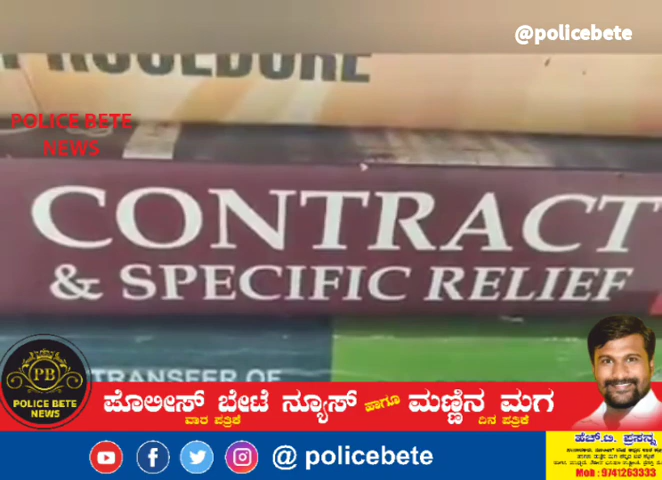 @policebete
PROCEDURE
POLICE BETE
NEWS
CONTRACT
& SPECIFIC RELIEF
TRANSFER OF
PB
POLICE BETE
NEWS
ಪೊಲೀಸ್ ಬೇಟೆ ನ್ಯೂಸ್ ಹಾಗೂ ಮಣ್ಣಿನ ಮಗ
ವಾರ ಪತ್ರಿಕೆ ದಿನ ಪತ್ರಿಕೆ
@ policebete
ಹೆಚ್.ಟಿ. ಪ್ರಸನ್ನ
Mob : 9741263333